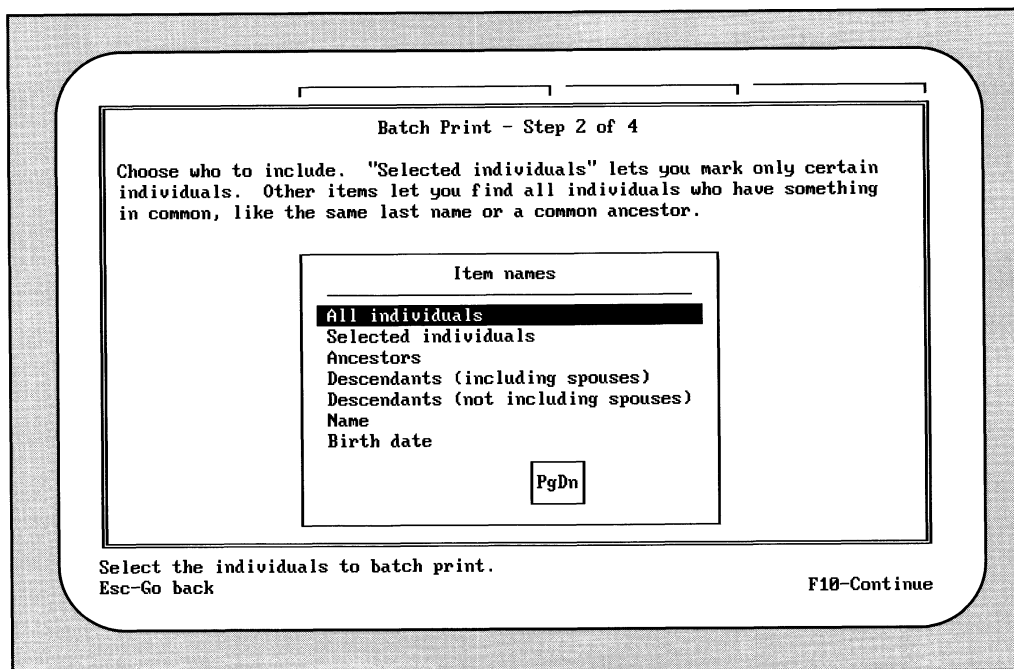 Batch Print - Step 2 of 4
Choose who to include.  "Selected individuals" lets you mark only certain
individuals.  Other items let you find all individuals who have something
in common, like the same last name or a common ancestor.
Item names
All individuals
Selected individuals
Ancestors
Descendants (including spouses)
Descendants (not including spouses)
Name
Birth date
PgDn
Select the individuals to batch print.
Esc-Go back
F10-Continue